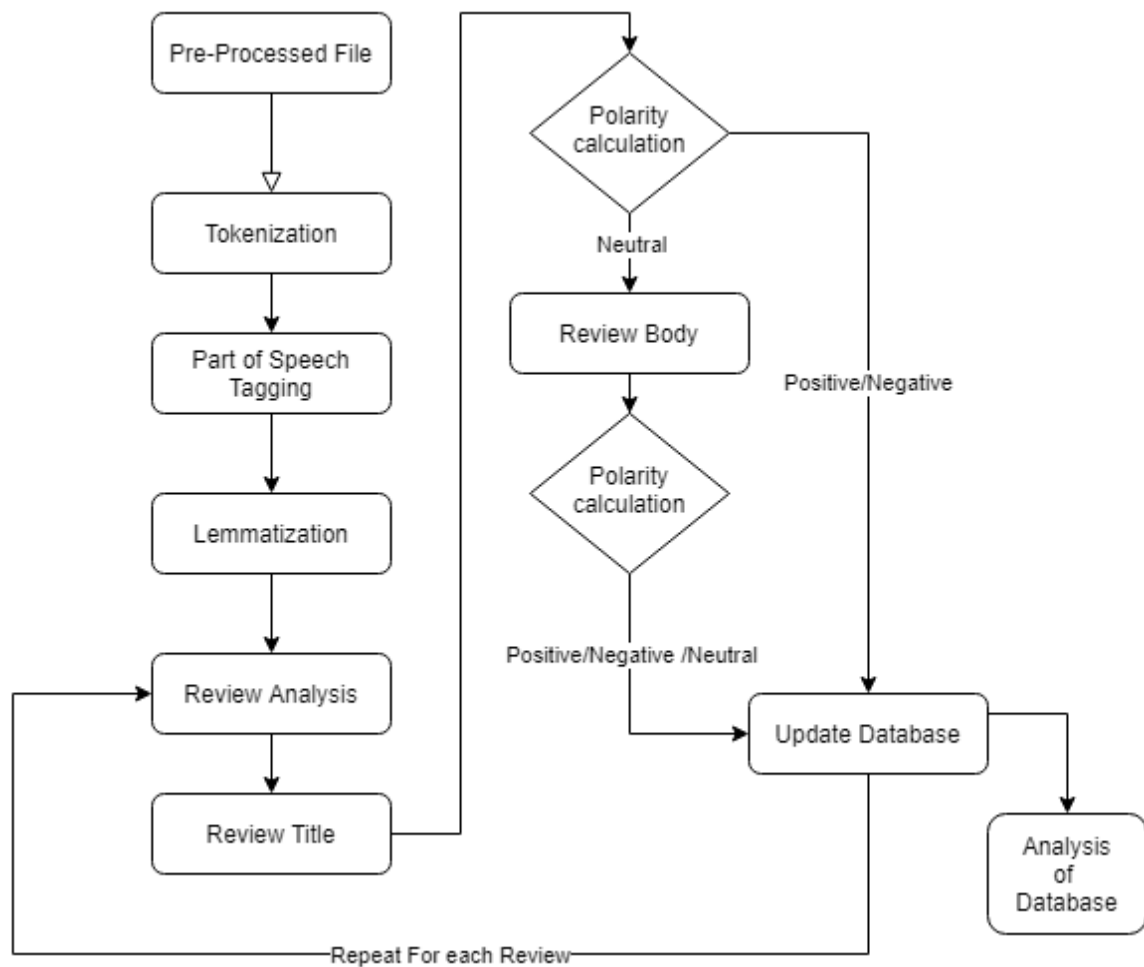 Pre-Processed File
Tokenization
Part of Speech
Tagging
Lemmatization
Review Analysis
Review Title
Polarity
calculation
Neutral
Review Body
Polarity
calculation
Positive/Negative
Positive/Negative /Neutral
Update Database
Analysis
of
Database
Repeat For each Review